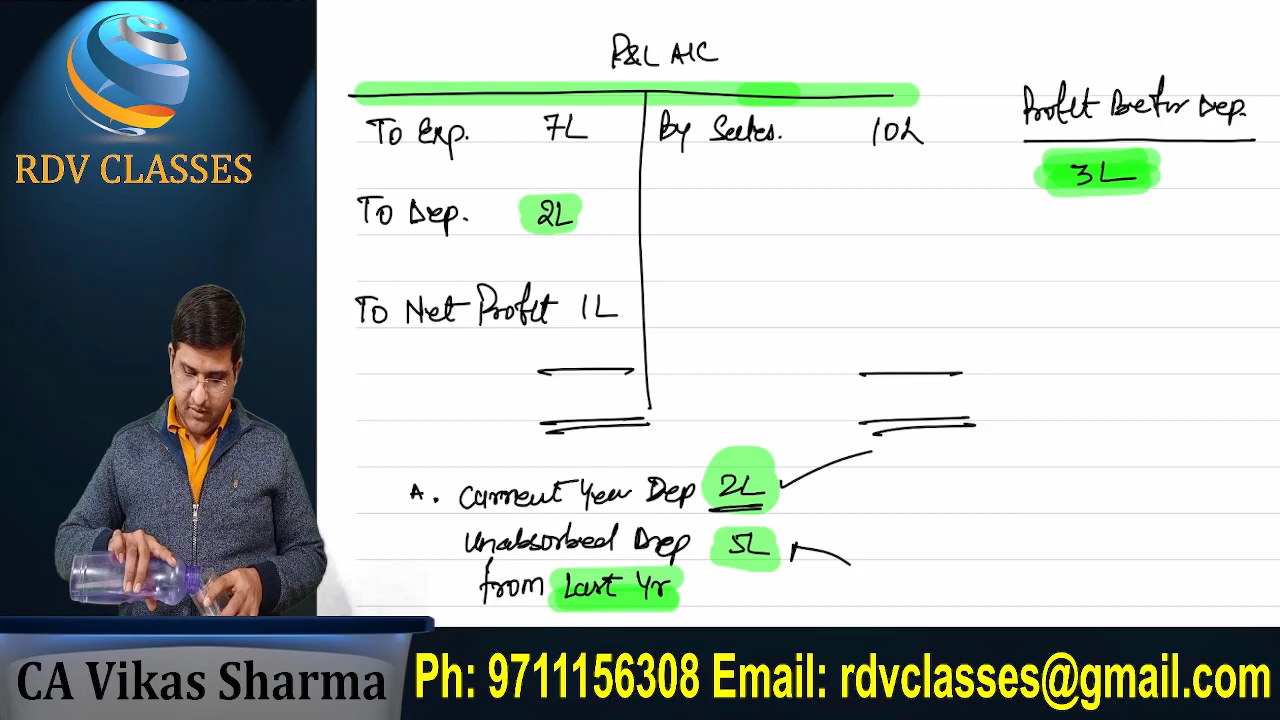 P&L A/C
To Exp. 7L By Sales. 10L
To Dep. 2L
To Net Profit 1L
Profit Before Dep.
3L
A. Current Year Dep 2L
Unabsorbed Dep 5L
from Last Yr
RDV CLASSES
CA Vikas Sharma
Ph: 9711156308 Email: rdvclasses@gmail.com